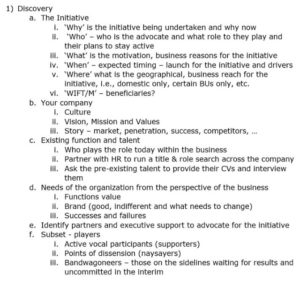 1) Discovery
a. The Initiative
i. 'Why' is the initiative being undertaken and why now
ii. 'Who' – who is the advocate and what role to they play and
their plans to stay active
iii. 'What' is the motivation, business reasons for the initiative
iv. 'When' – expected timing – launch for the initiative and drivers
v. 'Where' what is the geographical, business reach for the
initiative, i.e., domestic only, certain BUs only, etc.
vi. 'WIFT/M' – beneficiaries?
b. Your company
i. Culture
ii. Vision, Mission and Values
iii. Story – market, penetration, success, competitors, …
c. Existing function and talent
i. Who plays the role today within the business
ii. Partner with HR to run a title & role search across the company
iii. Ask the pre-existing talent to provide their CVs and interview
them
d. Needs of the organization from the perspective of the business
i. Functions value
ii. Brand (good, indifferent and what needs to change)
iii. Successes and failures
e. Identify partners and executive support to advocate for the initiative
f. Subset - players
i. Active vocal participants (supporters)
ii. Points of dissension (naysayers)
iii. Bandwagoneers – those on the sidelines waiting for results and
uncommitted in the interim